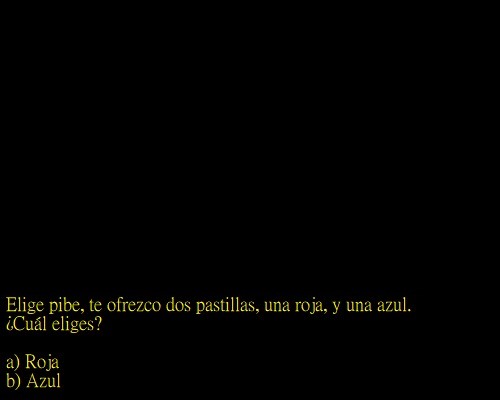 Elige pibe, te ofrezco dos pastillas, una roja, y una azul.
¿Cuál eliges?
a) Roja
b) Azul